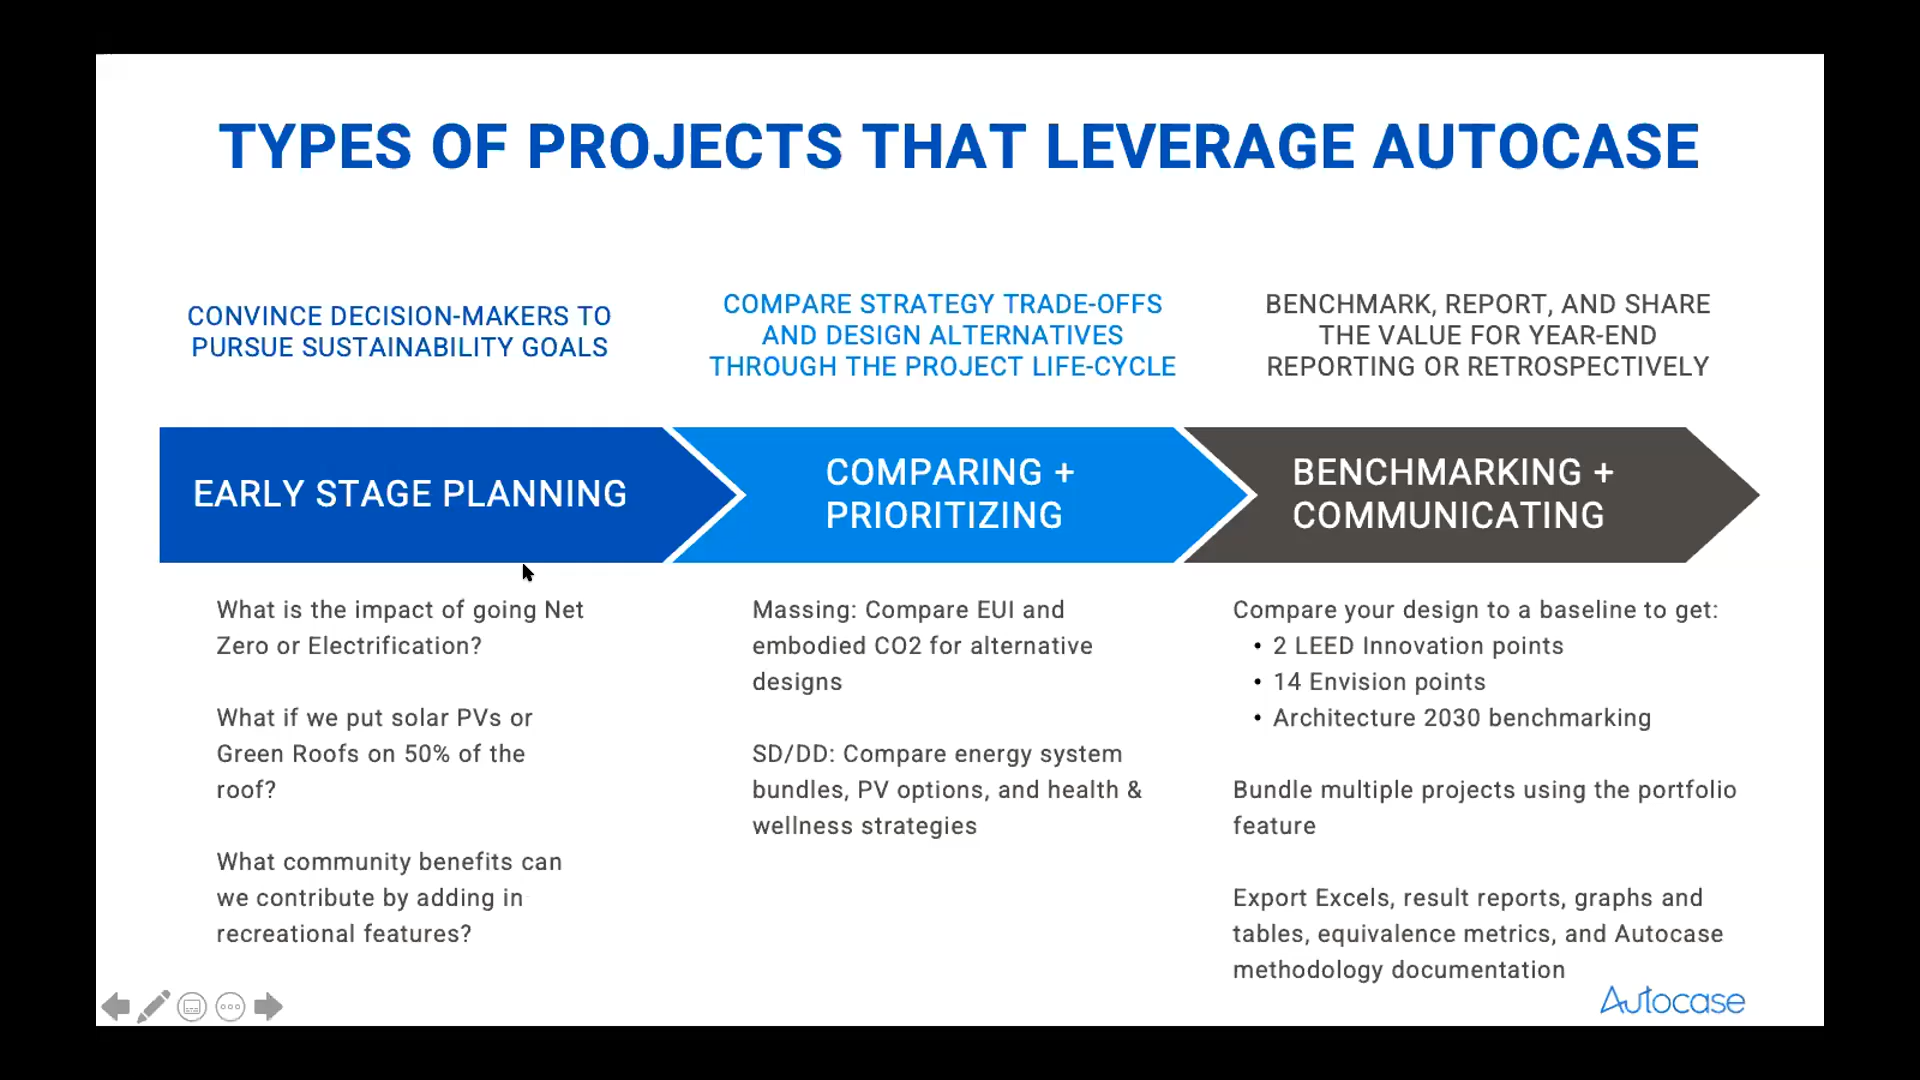 TYPES OF PROJECTS THAT LEVERAGE AUTOCASE
CONVINCE DECISION-MAKERS TO
PURSUE SUSTAINABILITY GOALS
COMPARE STRATEGY TRADE-OFFS
AND DESIGN ALTERNATIVES
THROUGH THE PROJECT LIFE-CYCLE
BENCHMARK, REPORT, AND SHARE
THE VALUE FOR YEAR-END
REPORTING OR RETROSPECTIVELY
EARLY STAGE PLANNING
COMPARING +
PRIORITIZING
BENCHMARKING +
COMMUNICATING
What is the impact of going Net
Zero or Electrification?
What if we put solar PVs or
Green Roofs on 50% of the
roof?
What community benefits can
we contribute by adding in
recreational features?
Massing: Compare EUI and
embodied CO2 for alternative
designs
SD/DD: Compare energy system
bundles, PV options, and health &
wellness strategies
Compare your design to a baseline to get:
• 2 LEED Innovation points
• 14 Envision points
• Architecture 2030 benchmarking
Bundle multiple projects using the portfolio
feature
Export Excels, result reports, graphs and
tables, equivalence metrics, and Autocase
methodology documentation
Autocase